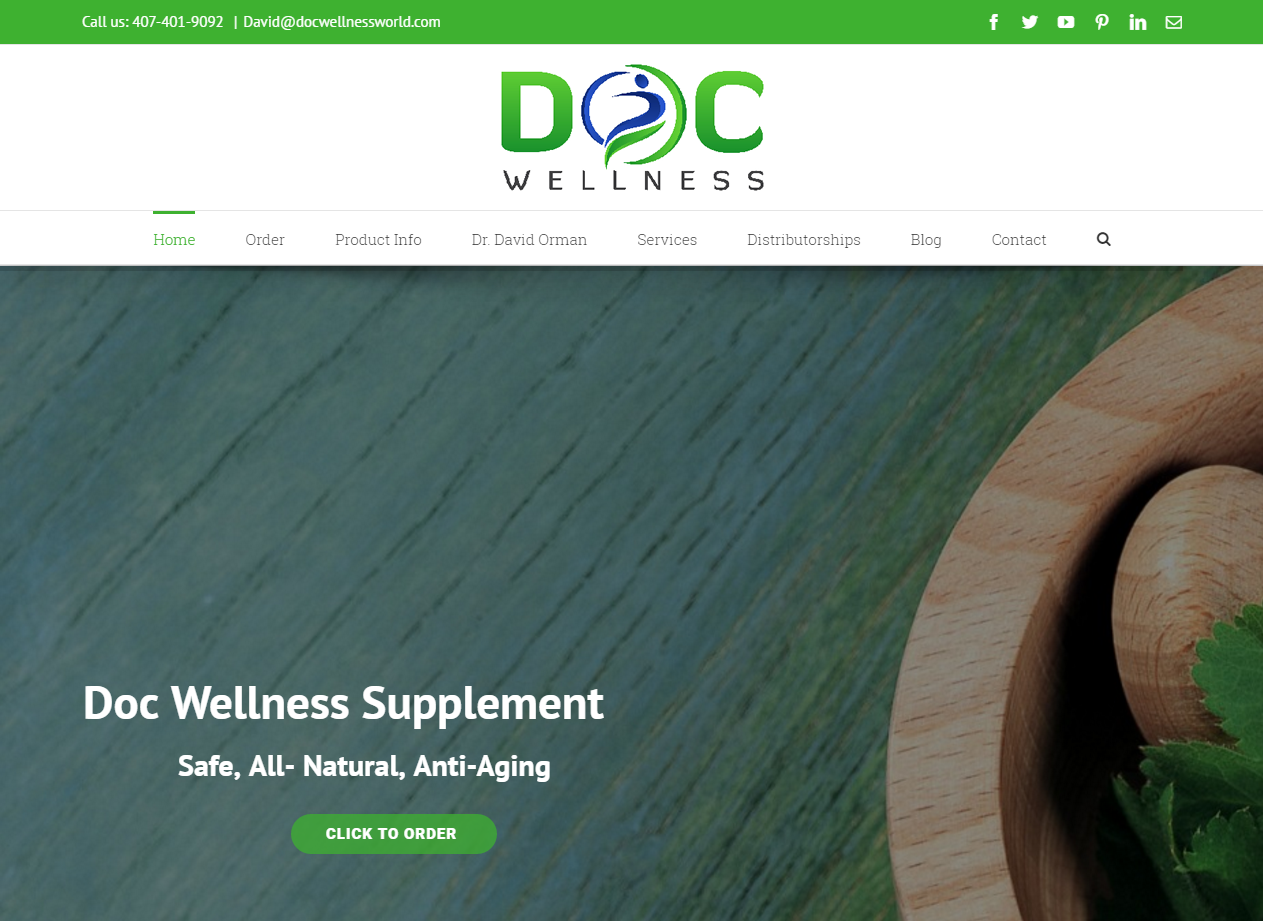 Call us: 407-401-9092 | David@docwellnessworld.com
DOC
WELLNESS
Home Order Product Info Dr. David Orman Services Distributorships Blog Contact
Doc Wellness Supplement
Safe, All- Natural, Anti-Aging
CLICK TO ORDER